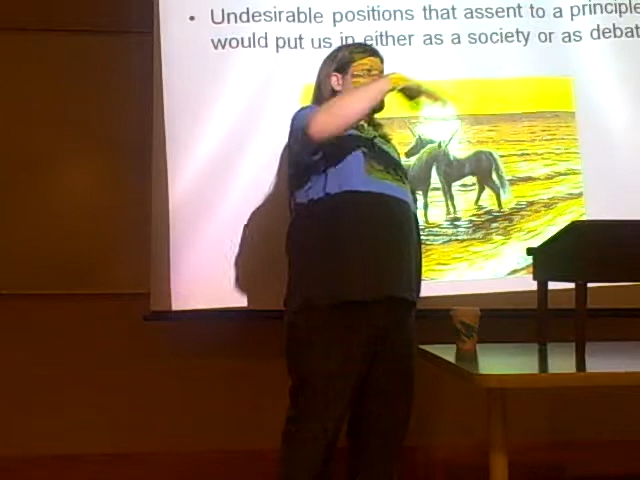 • Undesirable positions that assent to a principle
would put us in either as a society or as debat